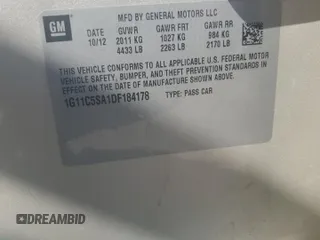 GM
MFD BY GENERAL MOTORS LLC
DATE GVWR GAWR FRT GAWR RR
10/12 2011 KG 1027 KG 984 KG
4433 LB 2263 LB 2170 LB
THIS VEHICLE CONFORMS TO ALL APPLICABLE U.S. FEDERAL MOTOR VEHICLE
SAFETY, BUMPER, AND THEFT PREVENTION STANDARDS IN
EFFECT ON THE DATE OF MANUFACTURE SHOWN ABOVE.
1G11C5SA1DF184178
TYPE: PASS CAR
DREAMBID